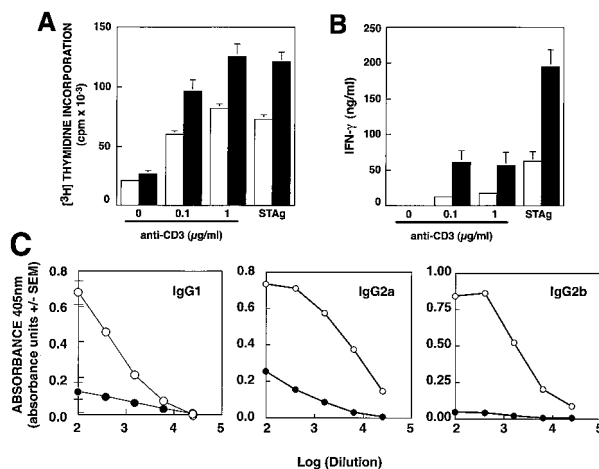 A
[³H] THYMIDINE INCORPORATION
(cpm x 10-3)
150
100
50
0
0 0.1 1 STAg
anti-CD3 (µg/ml)
B
IFN-γ
(ng/ml)
250
200
150
100
50
0
0 0.1 1 STAg
anti-CD3 (µg/ml)
C
ABSORBANCE 405nm
(absorbance units +/- SEM)
IgG1
0.8
0.6
0.4
0.2
0.0
2 3 4 5
IgG2a
0.8
0.6
0.4
0.2
0.0
2 3 4 5
IgG2b
1.00
0.75
0.50
0.25
0.0
2 3 4 5
Log (Dilution)